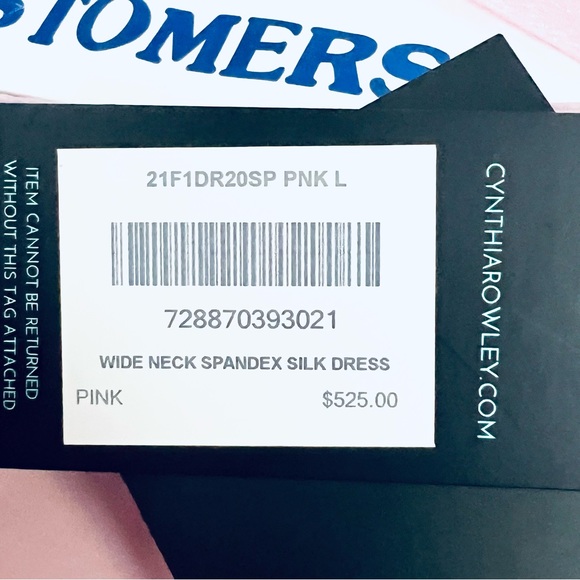 STOMERS
21F1DR20SP PNK L
728870393021
WIDE NECK SPANDEX SILK DRESS
PINK $525.00
ITEM CANNOT BE RETURNED
WITHOUT THIS TAG ATTACHED
CYNTHIAROWLEY.COM